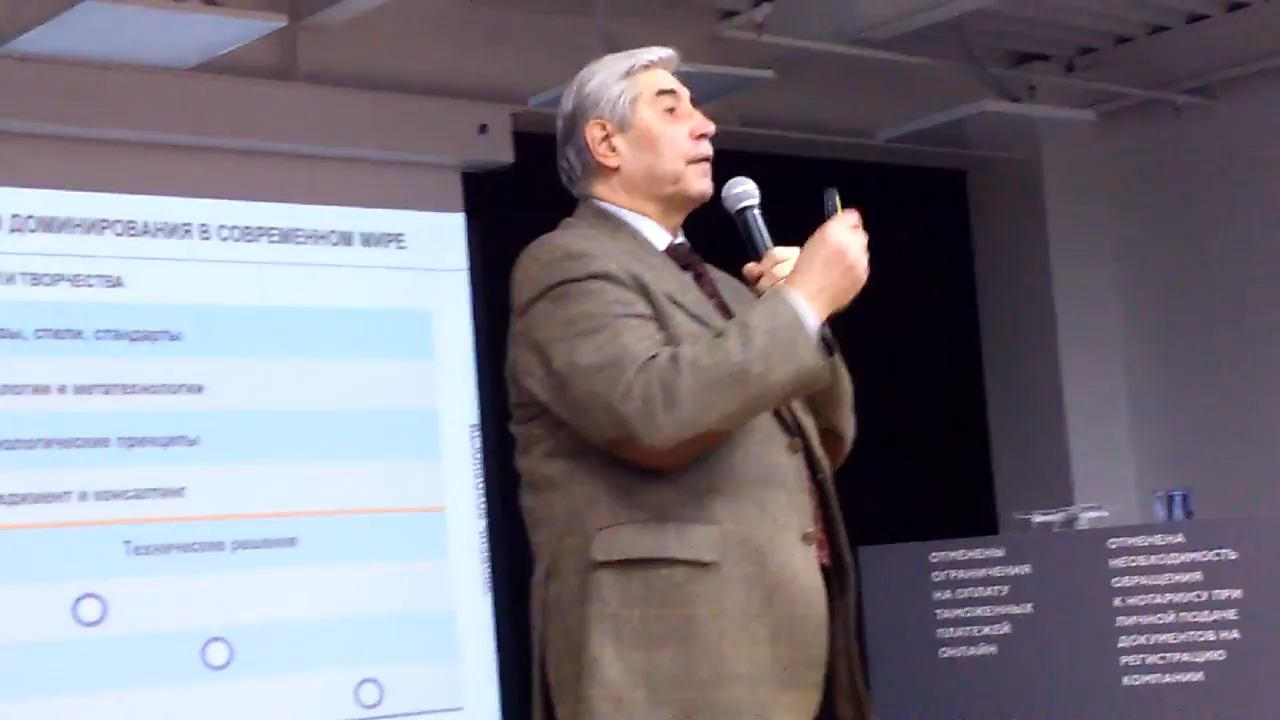 ДОМИНИРОВАНИЯ В СОВРЕМЕННОМ МИРЕ
ТВОРЧЕСТВА
стили, стандарты
и метатехнологии
принципы
и консалтинг
Технические решения
ОТМЕНЕНЫ
ОГРАНИЧЕНИЯ
НА ОПЛАТУ
ТАМОЖЕННЫХ
ПЛАТЕЖЕЙ
ОНЛАЙН
ОТМЕНЕНА
НЕОБХОДИМОСТЬ
ОБРАЩЕНИЯ
К НОТАРИУСУ ПРИ
ЛИЧНОЙ ПОДАЧЕ
ДОКУМЕНТОВ НА
РЕГИСТРАЦИЮ
КОМПАНИИ